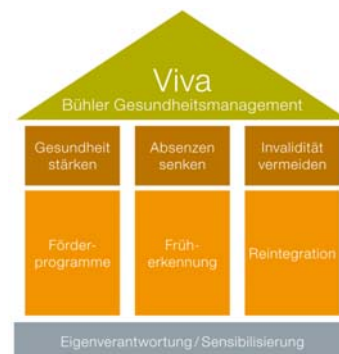 Viva
Bühler Gesundheitsmanagement
Gesundheit
stärken
Absenzen
senken
Invalidität
vermeiden
Förder-
programme
Früh-
erkennung
Reintegration
Eigenverantwortung/Sensibilisierung